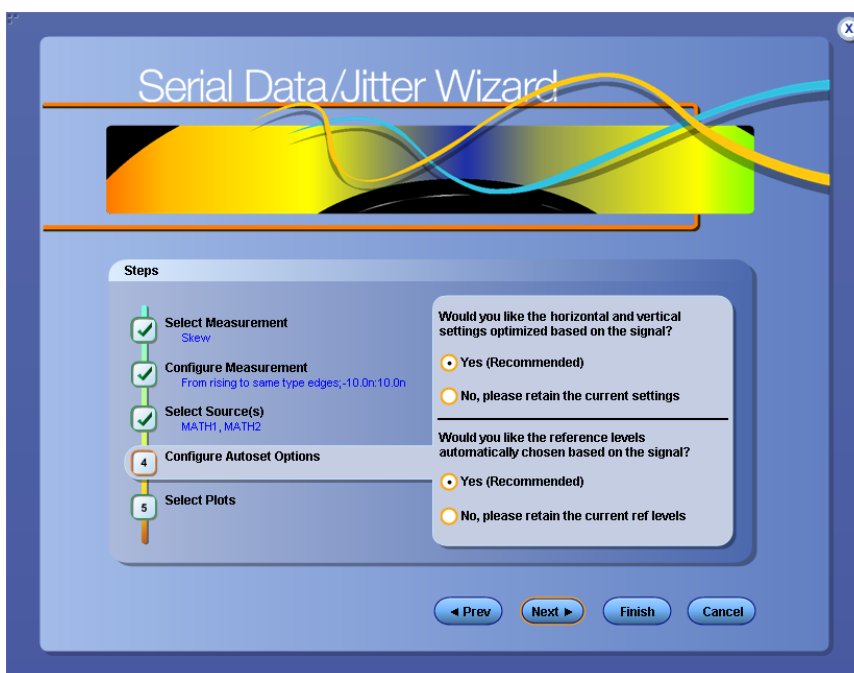 X
Serial Data/Jitter Wizard
Steps
Select Measurement
Skew
Configure Measurement
From rising to same type edges;-10.0n:10.0n
Select Source(s)
MATH1, MATH2
4
Configure Autoset Options
5
Select Plots
Would you like the horizontal and vertical
settings optimized based on the signal?
Yes (Recommended)
No, please retain the current settings
Would you like the reference levels
automatically chosen based on the signal?
Yes (Recommended)
No, please retain the current ref levels
◄ Prev
Next ►
Finish
Cancel